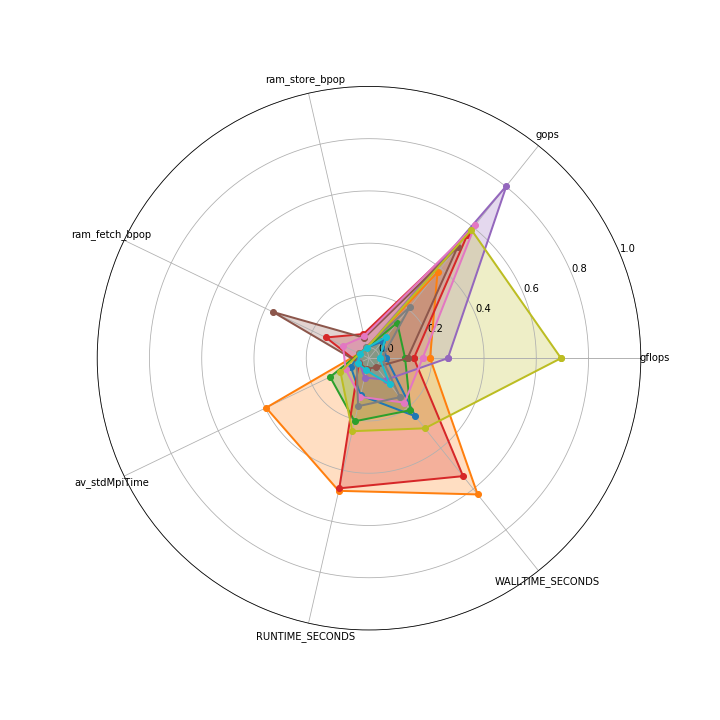 ram_store_bpop
gops
ram_fetch_bpop
1.0
0.8
0.6
0.4
0.2
0.0
gflops
av_stdMpiTime
WALLTIME_SECONDS
RUNTIME_SECONDS